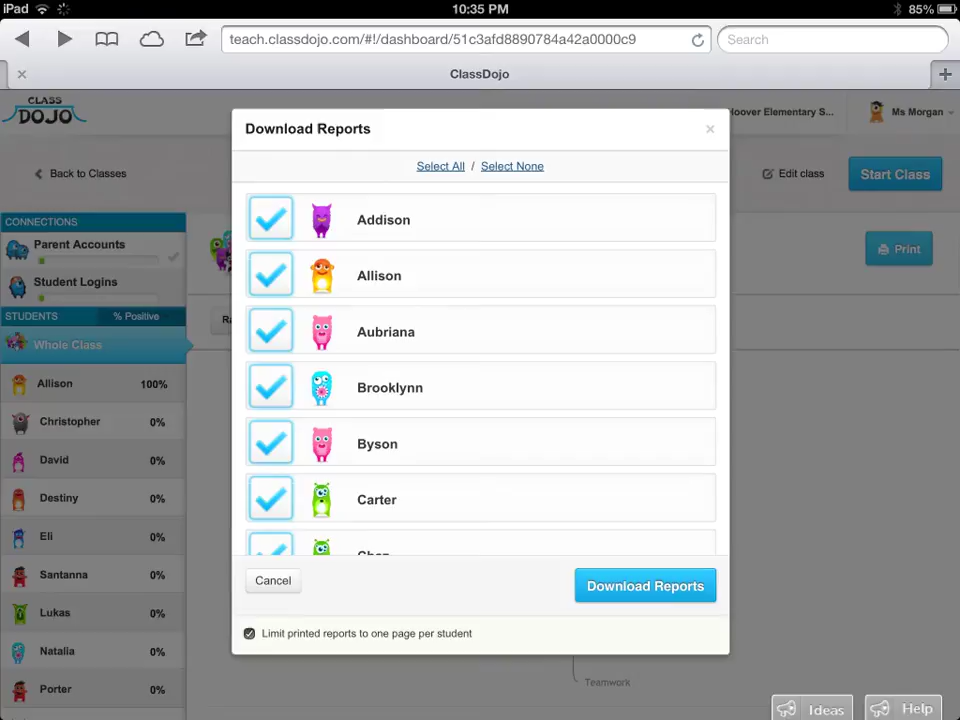 iPad 10:35 PM 85%
teach.classdojo.com/#!/dashboard/51c3afd8890784a42a0000c9 Search
ClassDojo
CLASS
DOJO
Hoover Elementary S... Ms Morgan
Download Reports
Select All / Select None
Back to Classes
Edit class
Start Class
Print
CONNECTIONS
Parent Accounts
Student Logins
STUDENTS % Positive
Whole Class
Allison 100%
Christopher 0%
David 0%
Destiny 0%
Eli 0%
Santanna 0%
Lukas 0%
Natalia 0%
Porter 0%
Addison
Allison
Aubriana
Brooklynn
Byson
Carter
Cancel
Download Reports
Limit printed reports to one page per student
Teamwork
Ideas
Help